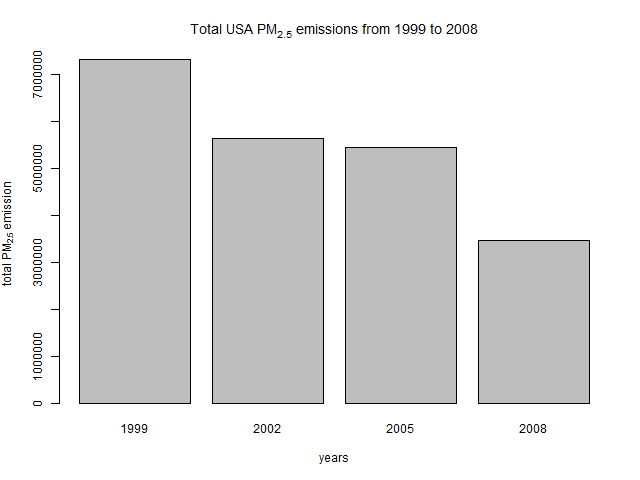 Total USA PM2.5 emissions from 1999 to 2008
total PM2.5 emission
7000000
5000000
3000000
1000000
0
1999 2002 2005 2008
years